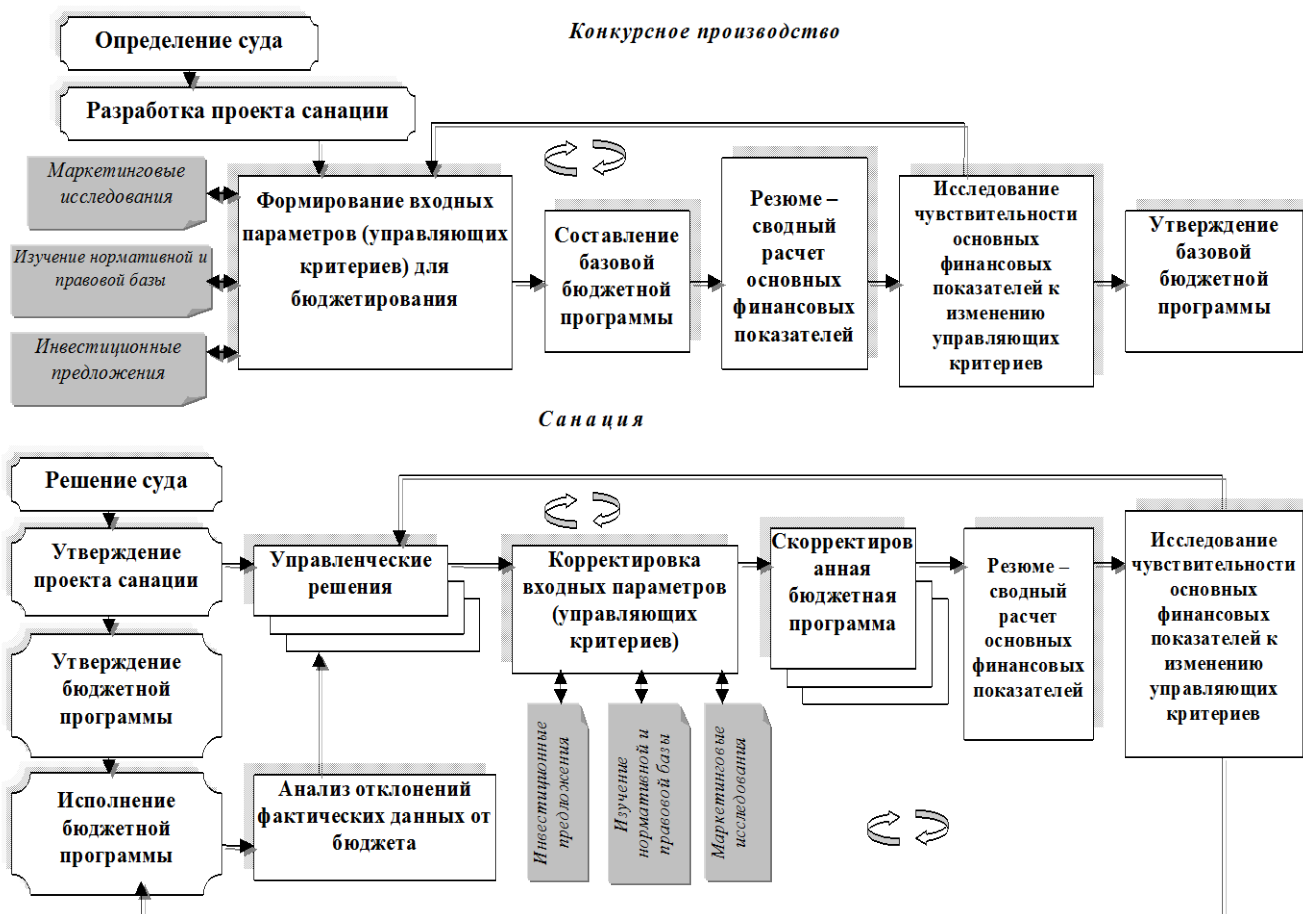 Конкурсное производство
Определение суда
Разработка проекта санации
Маркетинговые
исследования
Изучение нормативной и
правовой базы
Инвестиционные
предложения
Формирование входных
параметров (управляющих
критериев) для
бюджетирования
Составление
базовой
бюджетной
программы
Резюме –
сводный
расчет
основных
финансовых
показателей
Исследование
чувствительности
основных
финансовых
показателей к
изменению
управляющих
критериев
Утверждение
базовой
бюджетной
программы
Санация
Решение суда
Утверждение
проекта санации
Утверждение
бюджетной
программы
Исполнение
бюджетной
программы
Управленческие
решения
Анализ отклонений
фактических данных от
бюджета
Корректировка
входных параметров
(управляющих
критериев)
Инвестиционные
предложения
Изучение
нормативной и
правовой базы
Маркетинговые
исследования
Скорректиров
анная
бюджетная
программа
Резюме –
сводный
расчет
основных
финансовых
показателей
Исследование
чувствительности
основных
финансовых
показателей к
изменению
управляющих
критериев